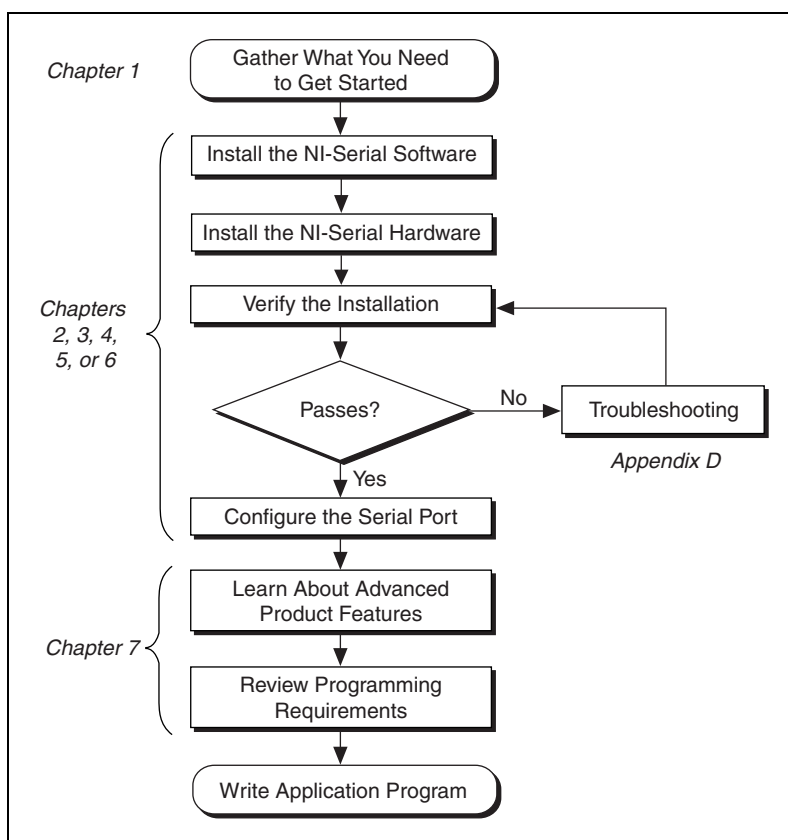 Chapter 1
Gather What You Need
to Get Started
Install the NI-Serial Software
Install the NI-Serial Hardware
Chapters
2, 3, 4,
5, or 6
Verify the Installation
Passes?
No
Troubleshooting
Appendix D
Yes
Configure the Serial Port
Chapter 7
Learn About Advanced
Product Features
Review Programming
Requirements
Write Application Program